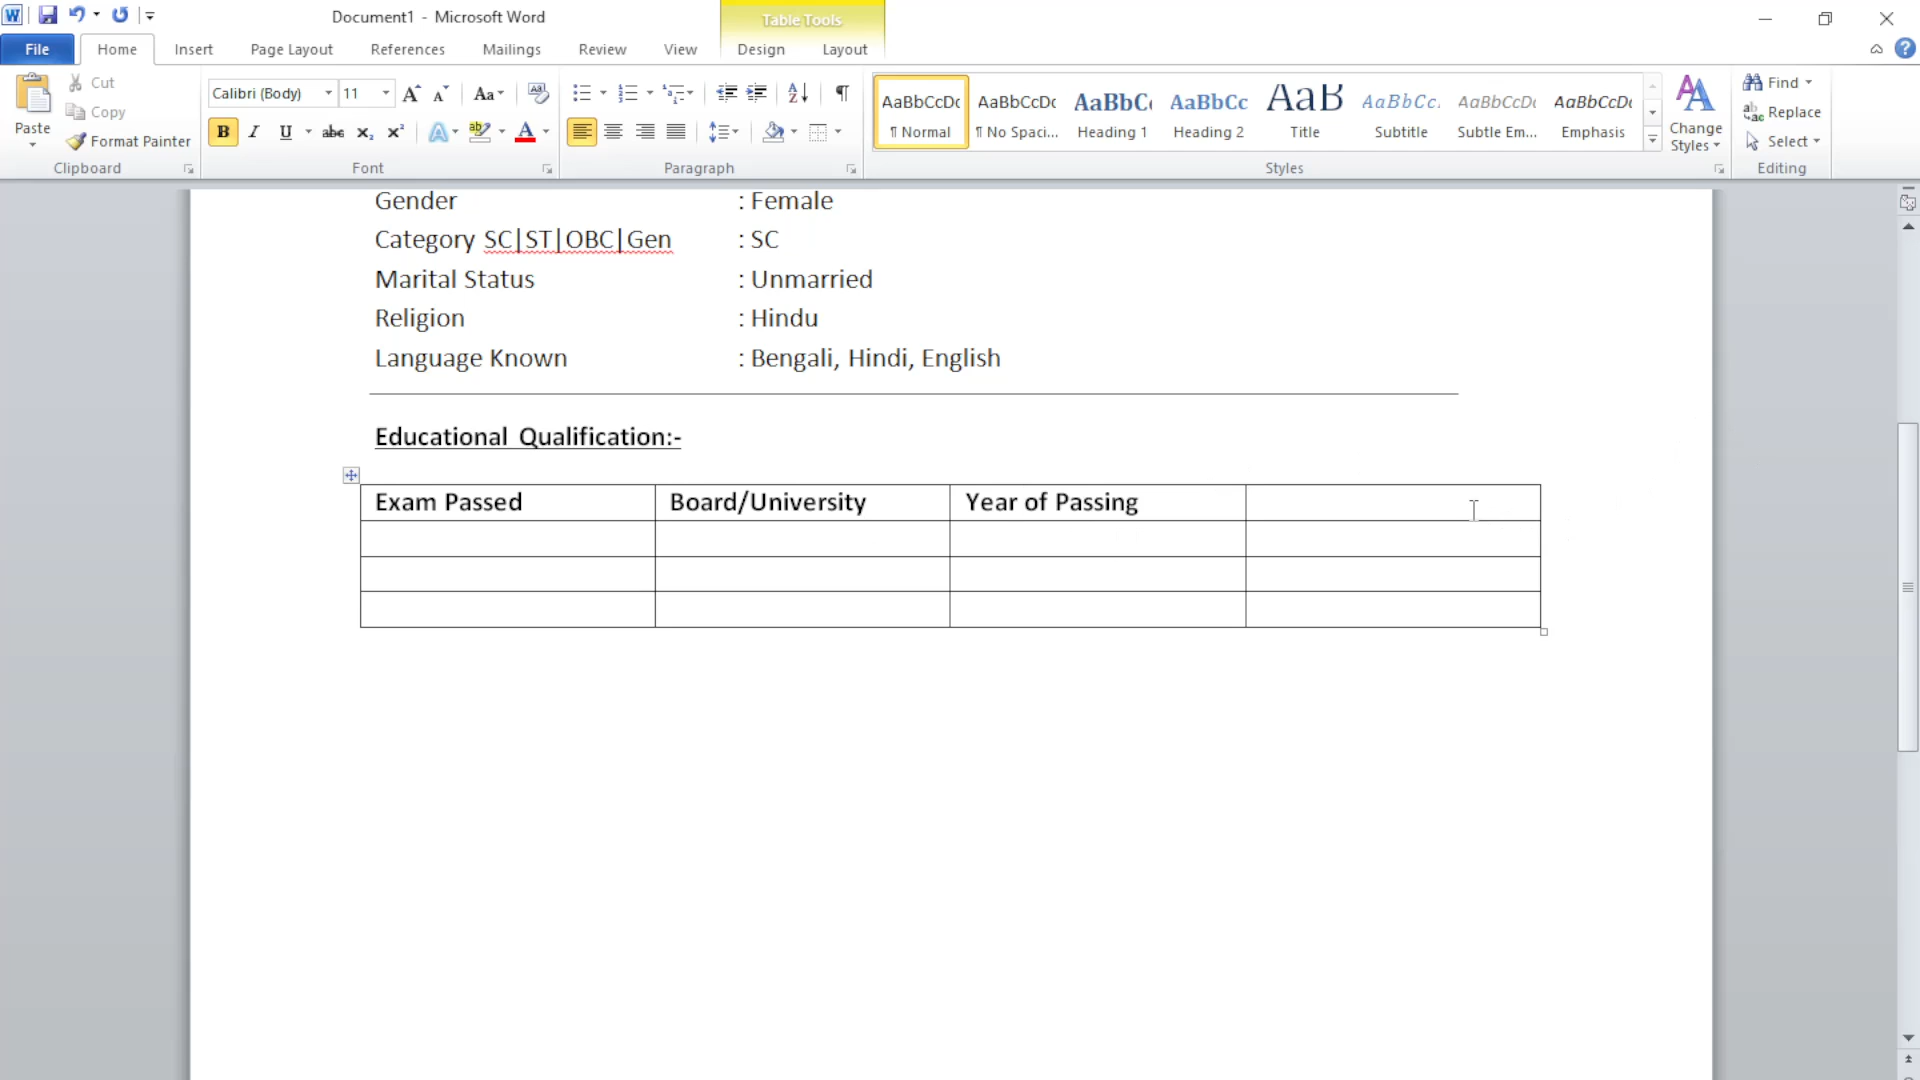 Document1 - Microsoft Word
Table Tools
File Home Insert Page Layout References Mailings Review View Design Layout
Paste
Cut
Copy
Format Painter
Clipboard
Calibri (Body) 11
Font
Paragraph
AaBbCcDc AaBbCcDc AaBbC AaBbCc AaB AaBbCc. AaBbCcDc AaBbCcDc
¶ Normal ¶ No Spaci... Heading 1 Heading 2 Title Subtitle Subtle Em... Emphasis
Styles
Change
Styles
Find
Replace
Select
Editing
Gender : Female
Category SC|ST|OBC|Gen : SC
Marital Status : Unmarried
Religion : Hindu
Language Known : Bengali, Hindi, English
Educational Qualification:-
Exam Passed Board/University Year of Passing